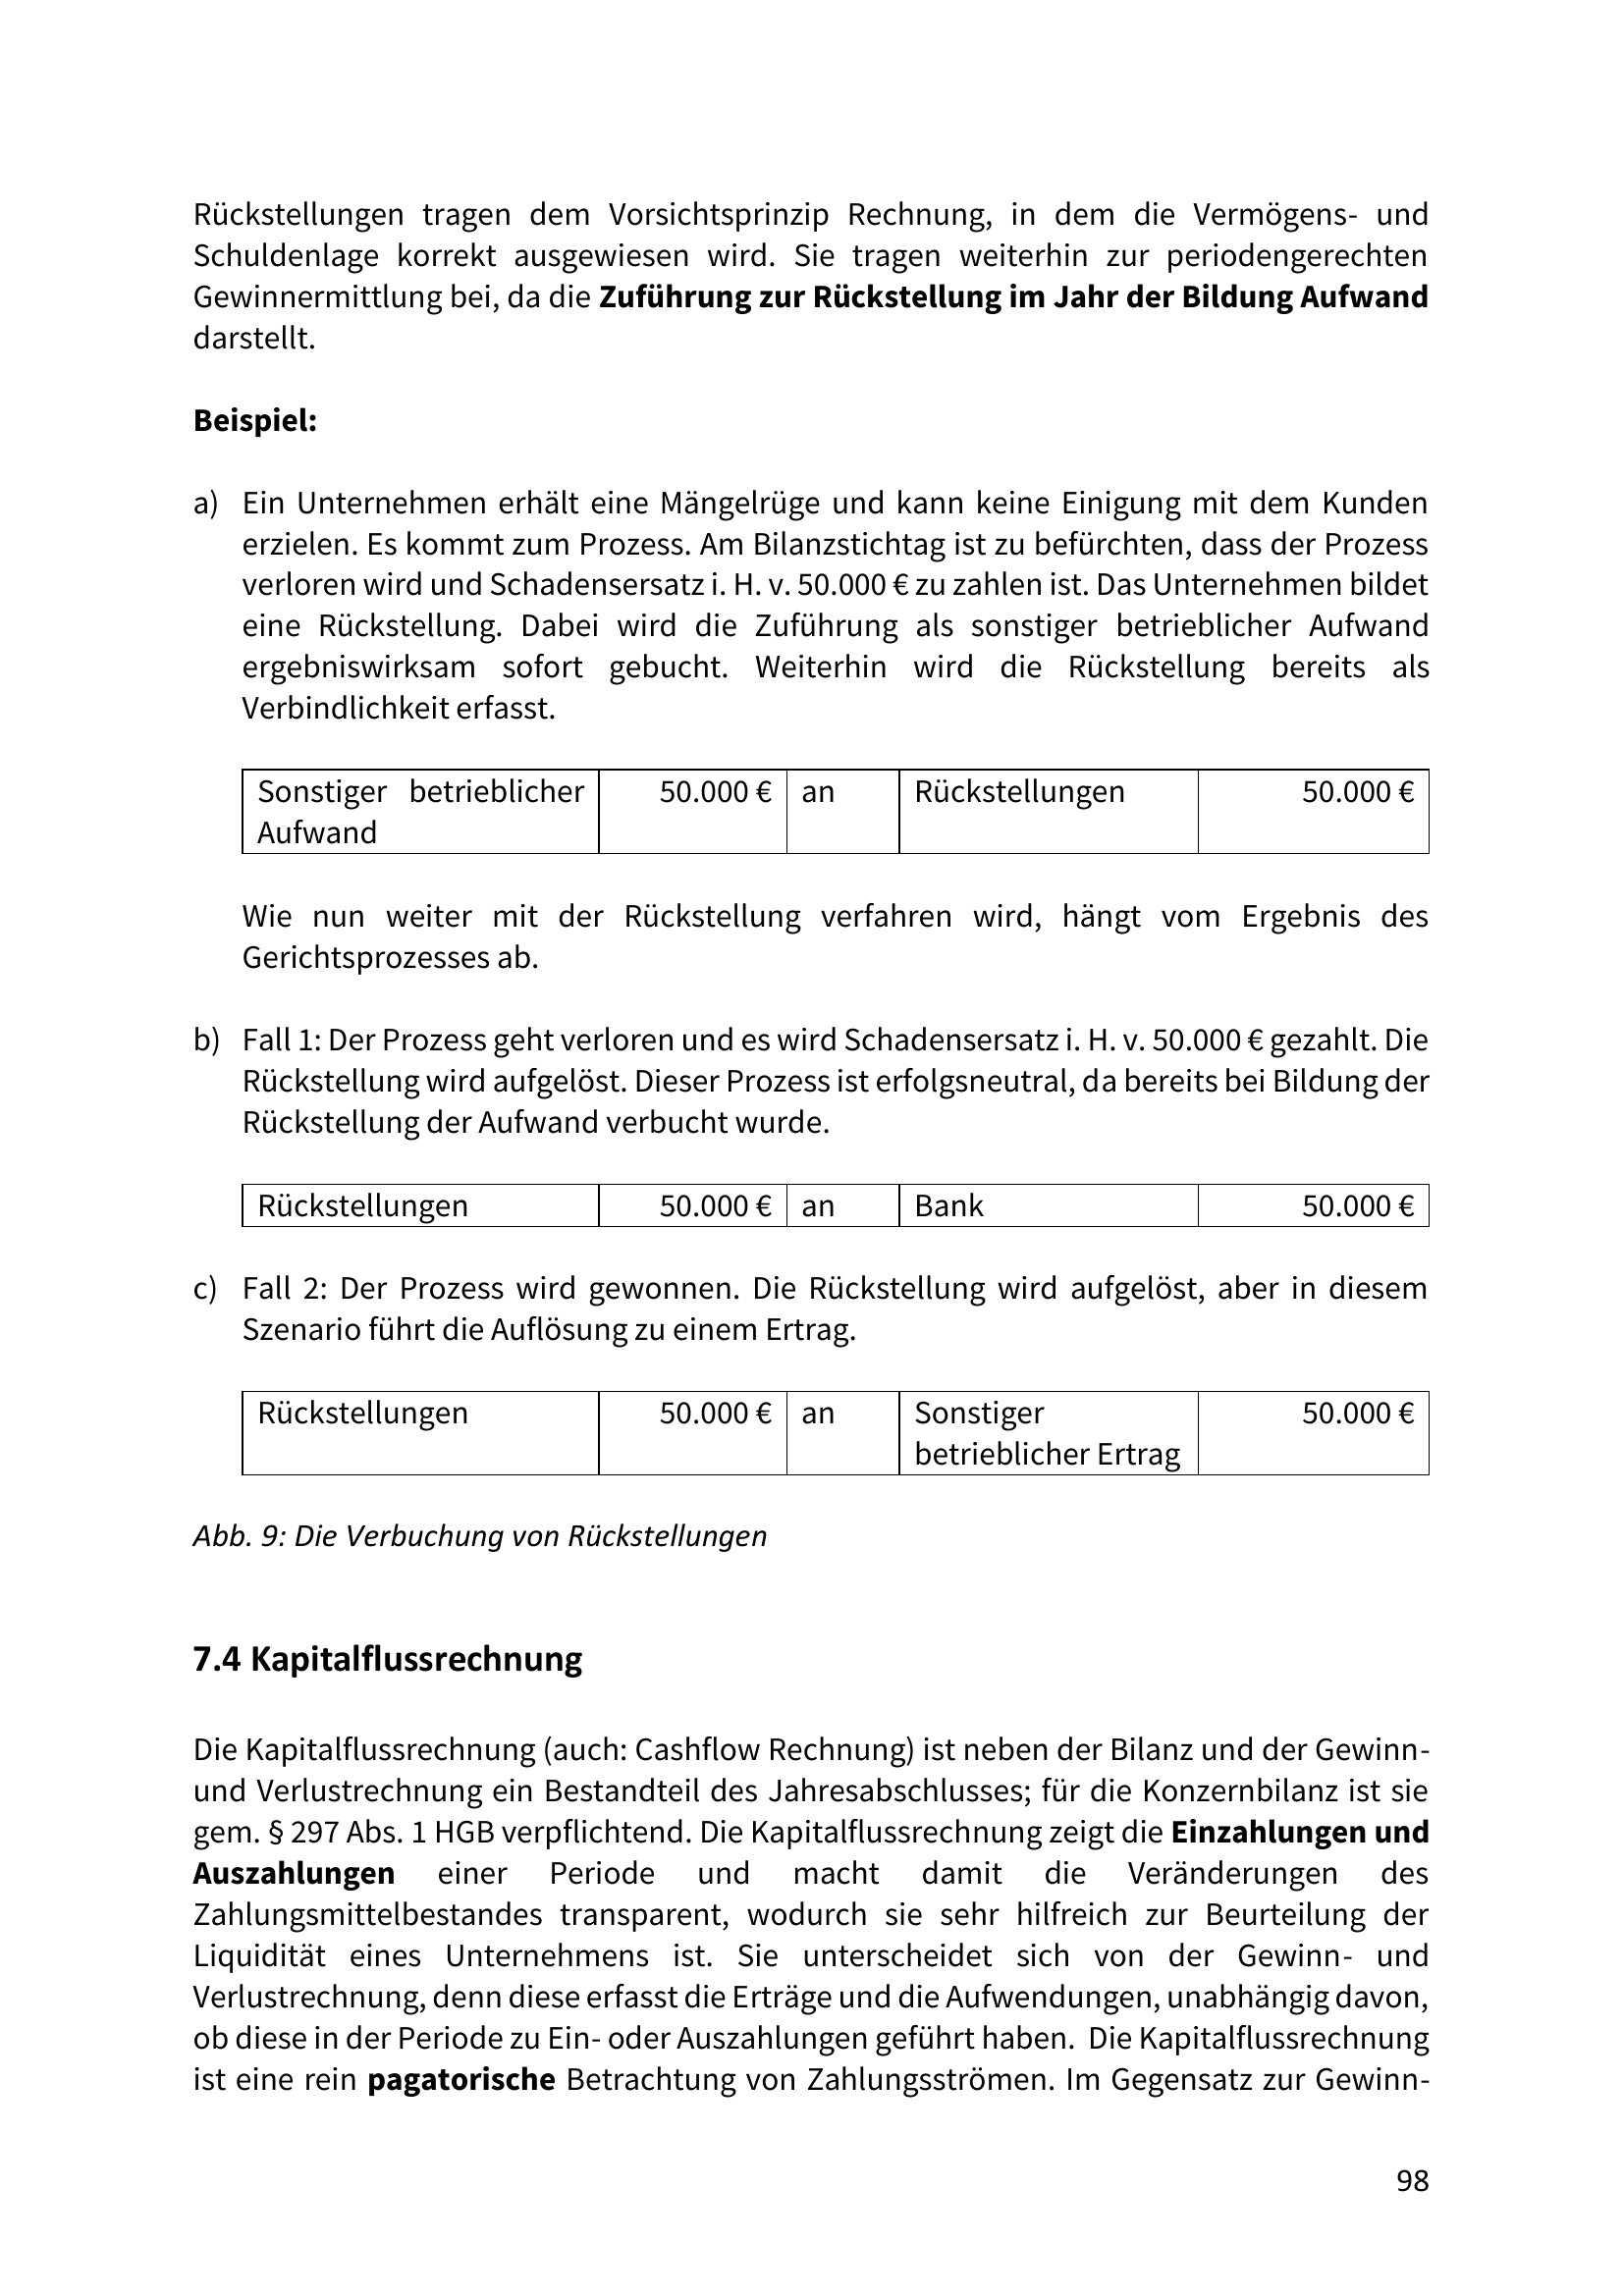 Rückstellungen tragen dem Vorsichtsprinzip Rechnung, in dem die Vermögens- und
Schuldenlage korrekt ausgewiesen wird. Sie tragen weiterhin zur periodengerechten
Gewinnermittlung bei, da die Zuführung zur Rückstellung im Jahr der Bildung Aufwand
darstellt.
Beispiel:
a) Ein Unternehmen erhält eine Mängelrüge und kann keine Einigung mit dem Kunden
erzielen. Es kommt zum Prozess. Am Bilanzstichtag ist zu befürchten, dass der Prozess
verloren wird und Schadensersatz i. H. v. 50.000 € zu zahlen ist. Das Unternehmen bildet
eine Rückstellung. Dabei wird die Zuführung als sonstiger betrieblicher Aufwand
ergebniswirksam sofort gebucht. Weiterhin wird die Rückstellung bereits als
Verbindlichkeit erfasst.
Sonstiger betrieblicher 50.000 € an Rückstellungen 50.000 €
Aufwand
Wie nun weiter mit der Rückstellung verfahren wird, hängt vom Ergebnis des
Gerichtsprozesses ab.
b) Fall 1: Der Prozess geht verloren und es wird Schadensersatz i. H. v. 50.000 € gezahlt. Die
Rückstellung wird aufgelöst. Dieser Prozess ist erfolgsneutral, da bereits bei Bildung der
Rückstellung der Aufwand verbucht wurde.
Rückstellungen 50.000 € an Bank 50.000 €
c) Fall 2: Der Prozess wird gewonnen. Die Rückstellung wird aufgelöst, aber in diesem
Szenario führt die Auflösung zu einem Ertrag.
Rückstellungen 50.000 € an Sonstiger 50.000 €
betrieblicher Ertrag
Abb. 9: Die Verbuchung von Rückstellungen
7.4 Kapitalflussrechnung
Die Kapitalflussrechnung (auch: Cashflow Rechnung) ist neben der Bilanz und der Gewinn-
und Verlustrechnung ein Bestandteil des Jahresabschlusses; für die Konzernbilanz ist sie
gem. § 297 Abs. 1 HGB verpflichtend. Die Kapitalflussrechnung zeigt die Einzahlungen und
Auszahlungen einer Periode und macht damit die Veränderungen des
Zahlungsmittelbestandes transparent, wodurch sie sehr hilfreich zur Beurteilung der
Liquidität eines Unternehmens ist. Sie unterscheidet sich von der Gewinn- und
Verlustrechnung, denn diese erfasst die Erträge und die Aufwendungen, unabhängig davon,
ob diese in der Periode zu Ein- oder Auszahlungen geführt haben. Die Kapitalflussrechnung
ist eine rein pagatorische Betrachtung von Zahlungsströmen. Im Gegensatz zur Gewinn-
98